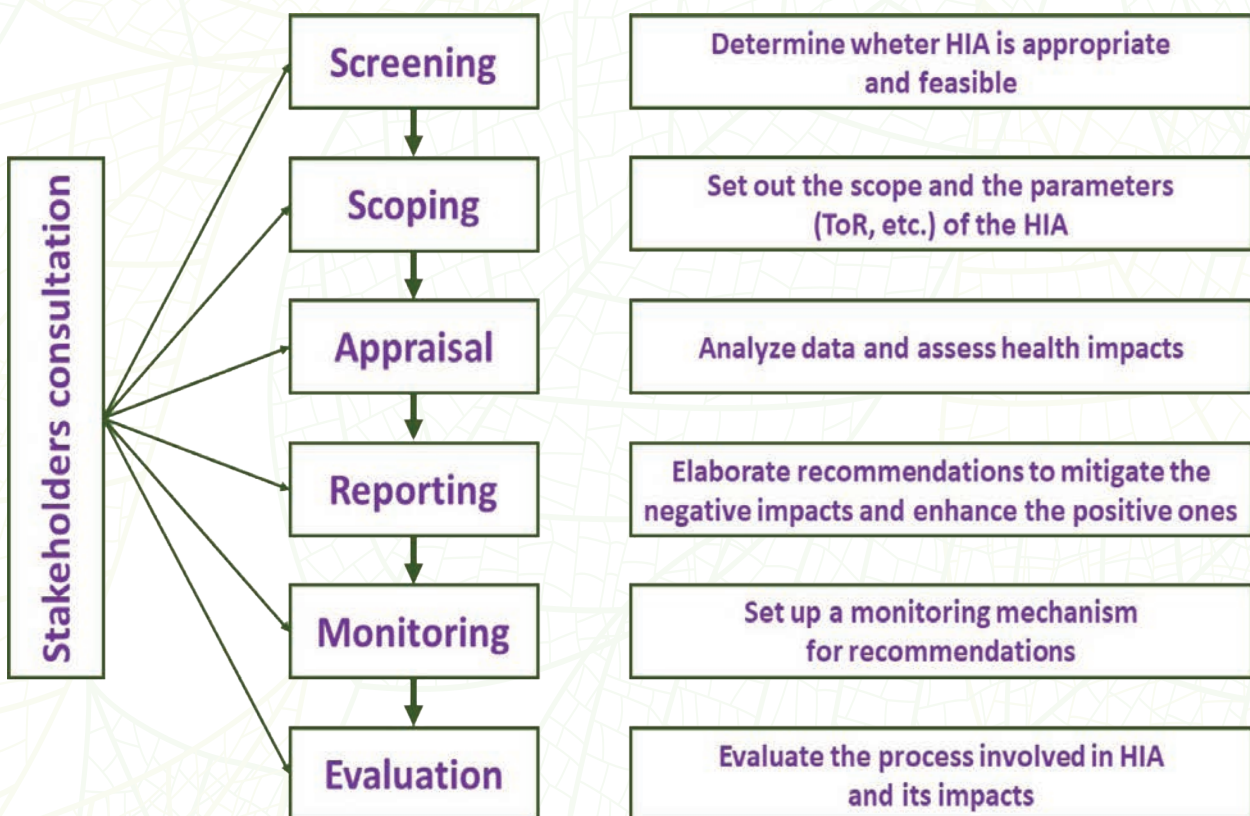 Stakeholders consultation
Screening
Determine wheter HIA is appropriate
and feasible
Scoping
Set out the scope and the parameters
(ToR, etc.) of the HIA
Appraisal
Analyze data and assess health impacts
Reporting
Elaborate recommendations to mitigate the
negative impacts and enhance the positive ones
Monitoring
Set up a monitoring mechanism
for recommendations
Evaluation
Evaluate the process involved in HIA
and its impacts